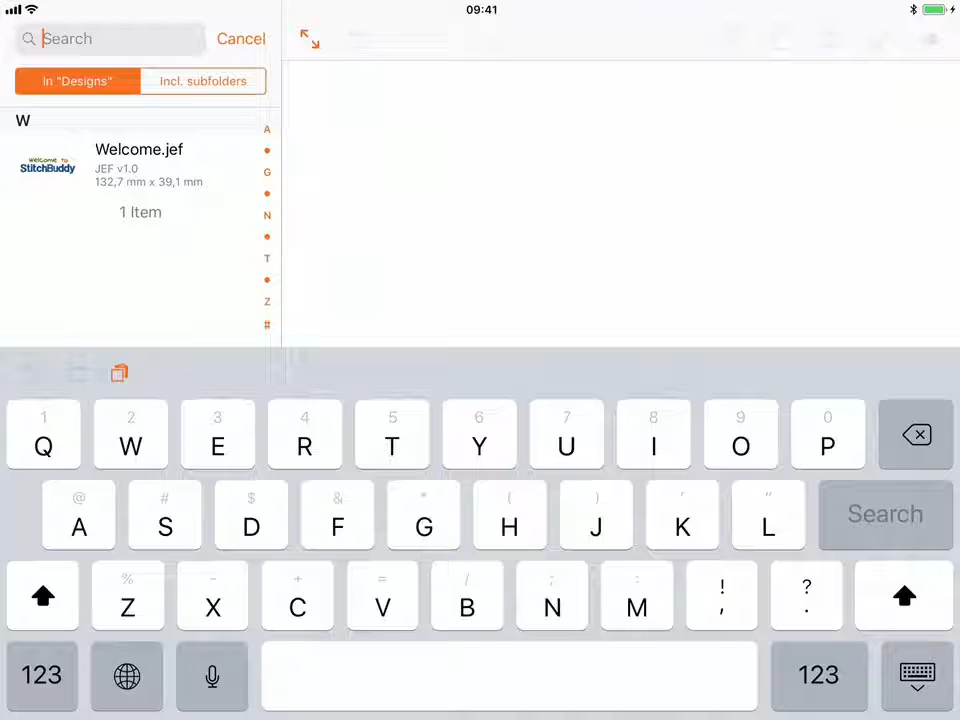 09:41
Search
Cancel
In "Designs"
Incl. subfolders
W
Welcome to
StitchBuddy
Welcome.jef
JEF v1.0
132,7 mm x 39,1 mm
1 Item
A
G
N
T
Z
#
1 2 3 4 5 6 7 8 9 0
Q W E R T Y U I O P
@ # $ & * ( ) ' "
A S D F G H J K L Search
% - + = / ; : ! ?
Z X C V B N M , .
123 123